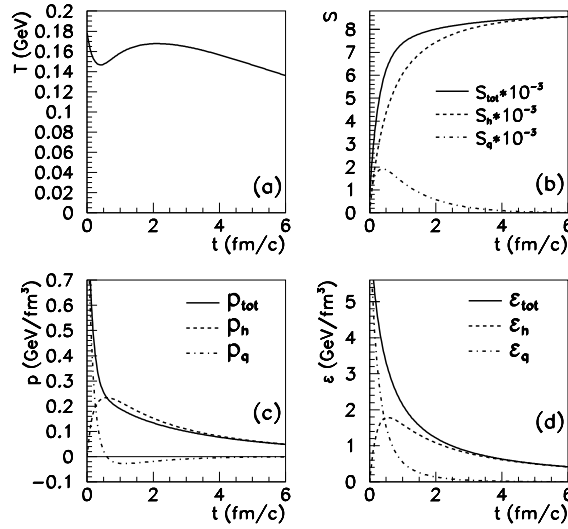 T (GeV)
0.2
0.18
0.16
0.14
0.12
0.1
0.08
0.06
0.04
0.02
0
(a)
0 2 4 6
t (fm/c)
S
8
7
6
5
4
3
2
1
0
S_tot*10⁻³
S_h*10⁻³
S_q*10⁻³
(b)
0 2 4 6
t (fm/c)
p (GeV/fm³)
0.7
0.6
0.5
0.4
0.3
0.2
0.1
0
−0.1
p_tot
p_h
p_q
(c)
0 2 4 6
t (fm/c)
ε (GeV/fm³)
5
4
3
2
1
0
ε_tot
ε_h
ε_q
(d)
0 2 4 6
t (fm/c)